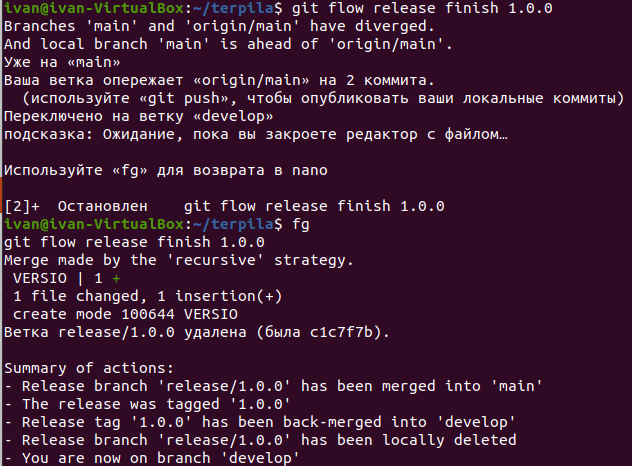 ivan@ivan-VirtualBox:~/terpila$ git flow release finish 1.0.0
Branches 'main' and 'origin/main' have diverged.
And local branch 'main' is ahead of 'origin/main'.
Уже на «main»
Ваша ветка опережает «origin/main» на 2 коммита.
  (используйте «git push», чтобы опубликовать ваши локальные коммиты)
Переключено на ветку «develop»
подсказка: Ожидание, пока вы закроете редактор с файлом…
Используйте «fg» для возврата в nano
[2]+  Остановлен    git flow release finish 1.0.0
ivan@ivan-VirtualBox:~/terpila$ fg
git flow release finish 1.0.0
Merge made by the 'recursive' strategy.
 VERSIO | 1 +
 1 file changed, 1 insertion(+)
 create mode 100644 VERSIO
Ветка release/1.0.0 удалена (была c1c7f7b).
Summary of actions:
- Release branch 'release/1.0.0' has been merged into 'main'
- The release was tagged '1.0.0'
- Release tag '1.0.0' has been back-merged into 'develop'
- Release branch 'release/1.0.0' has been locally deleted
- You are now on branch 'develop'